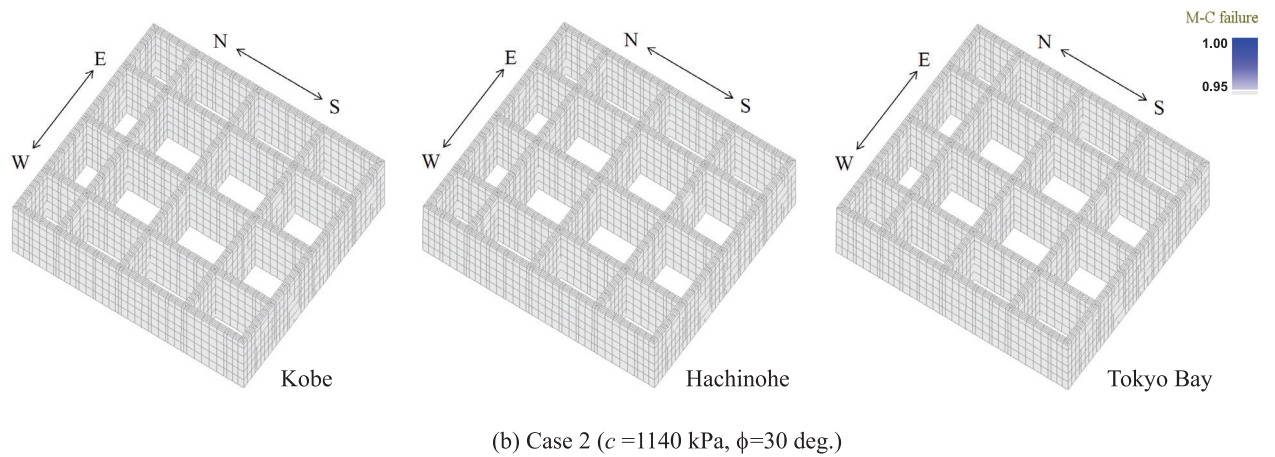 M-C failure
1.00
0.95
N
E
S
W
N
E
S
W
N
E
S
W
Kobe
Hachinohe
Tokyo Bay
(b) Case 2 (c =1140 kPa, ϕ=30 deg.)